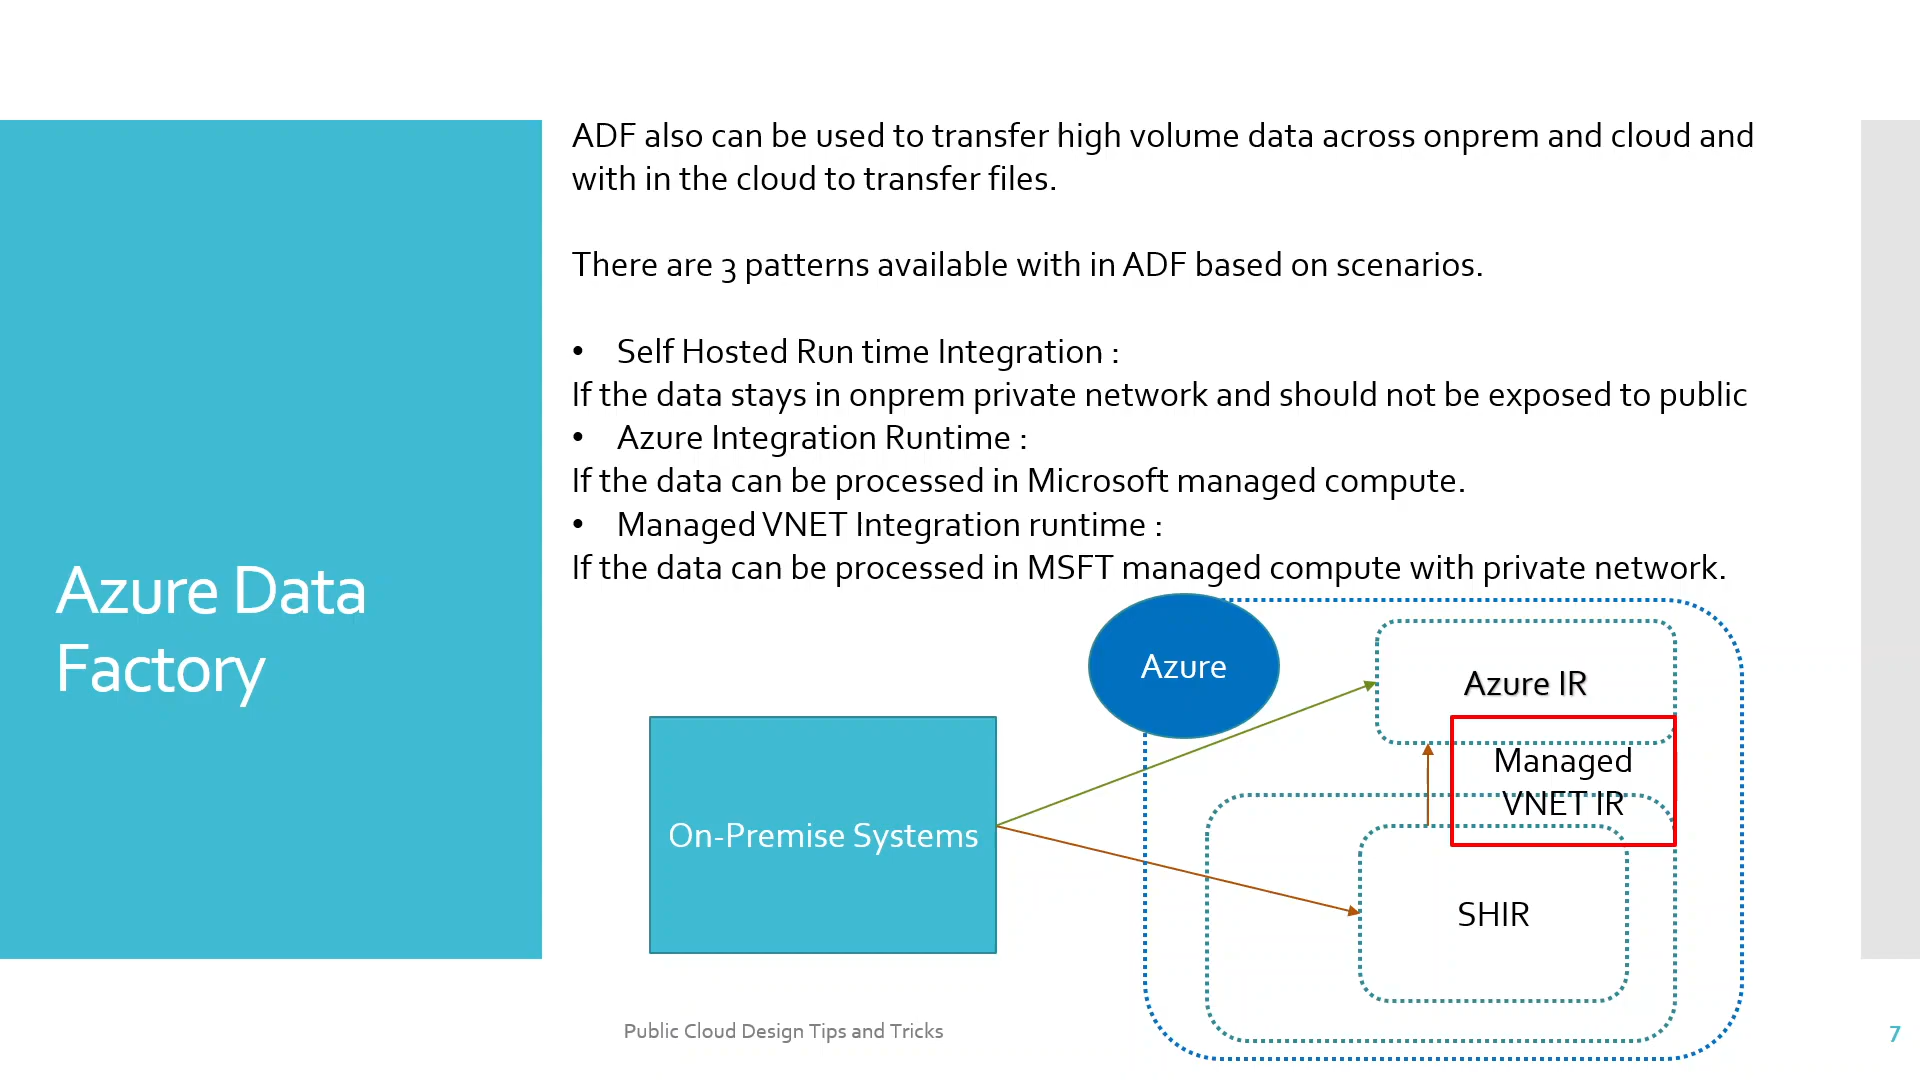 Azure Data
Factory
ADF also can be used to transfer high volume data across onprem and cloud and
with in the cloud to transfer files.
There are 3 patterns available with in ADF based on scenarios.
• Self Hosted Run time Integration :
If the data stays in onprem private network and should not be exposed to public
• Azure Integration Runtime :
If the data can be processed in Microsoft managed compute.
• Managed VNET Integration runtime :
If the data can be processed in MSFT managed compute with private network.
Azure
Azure IR
Managed
VNET IR
On-Premise Systems
SHIR
Public Cloud Design Tips and Tricks
7